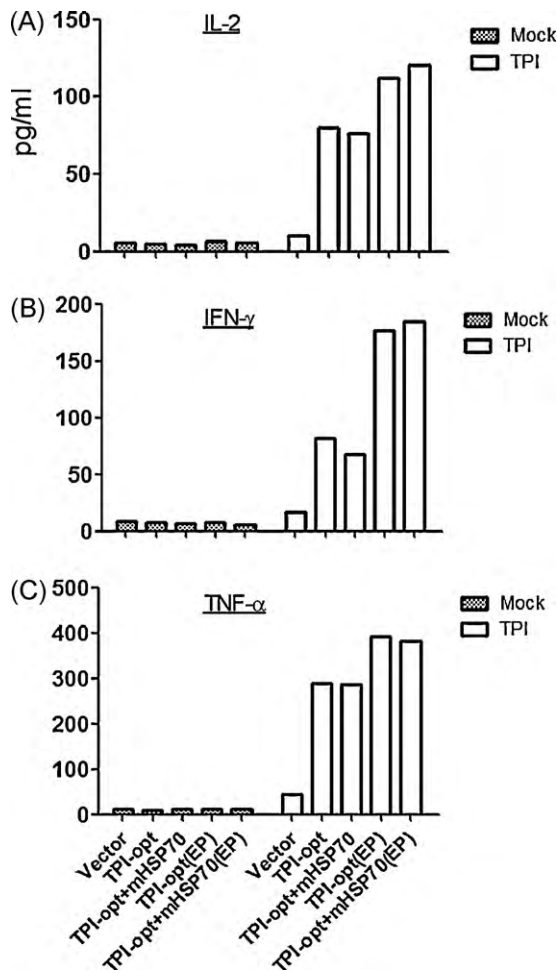 (A)
IL-2
Mock
TPI
pg/ml
150
100
50
0
(B)
IFN-γ
Mock
TPI
200
150
100
50
0
(C)
TNF-α
Mock
TPI
500
400
300
200
100
0
Vector
TPI-opt
TPI-opt+mHSP70
TPI-opt(EP)
TPI-opt+mHSP70(EP)
Vector
TPI-opt
TPI-opt+mHSP70
TPI-opt(EP)
TPI-opt+mHSP70(EP)